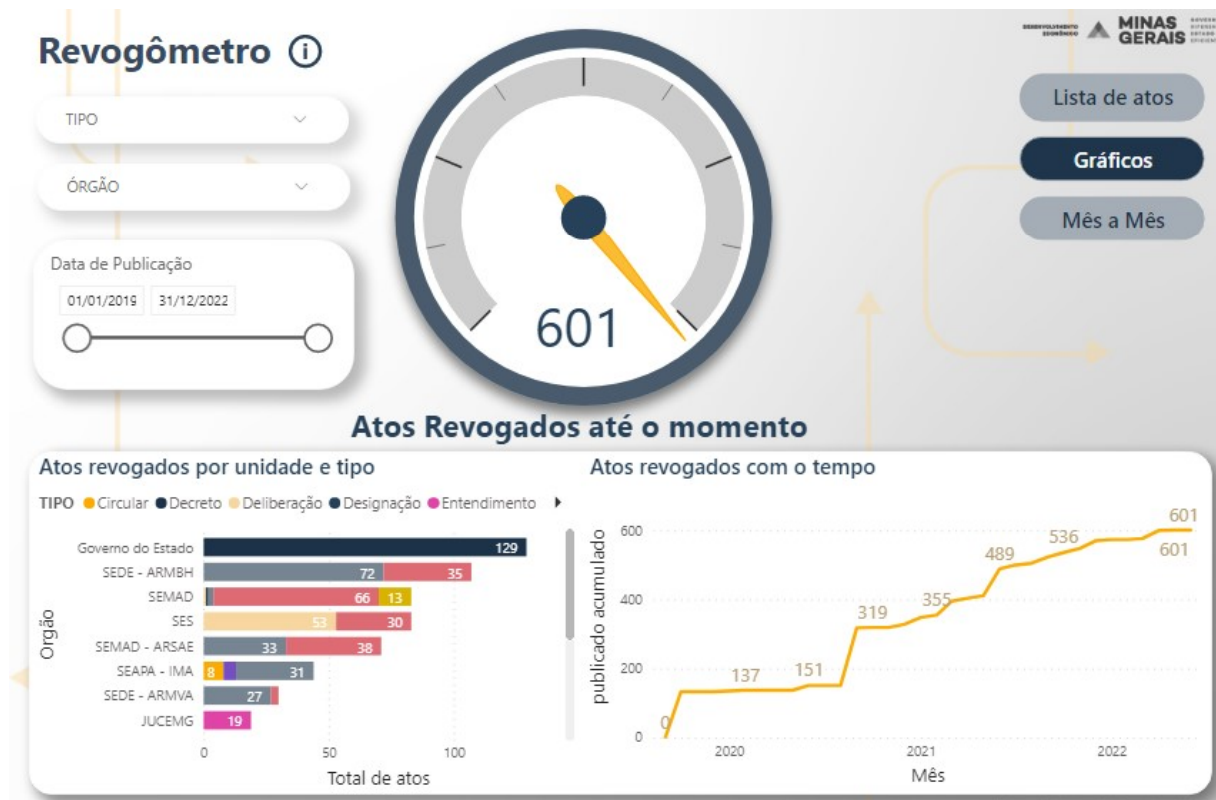 Revogômetro
DESENVOLVIMENTO
ECONÔMICO
MINAS
GERAIS
TIPO
ÓRGÃO
Data de Publicação
01/01/2019 31/12/2022
601
Lista de atos
Gráficos
Mês a Mês
Atos Revogados até o momento
Atos revogados por unidade e tipo
TIPO Circular Decreto Deliberação Designação Entendimento
Orgão
Governo do Estado 129
SEDE - ARMBH 72 35
SEMAD 66 13
SES 53 30
SEMAD - ARSAE 33 38
SEAPA - IMA 8 31
SEDE - ARMVA 27
JUCEMG 19
0 50 100
Total de atos
Atos revogados com o tempo
publicado acumulado
600
400
200
0
0 137 151 319 355 489 536 601 601
2020 2021 2022
Mês